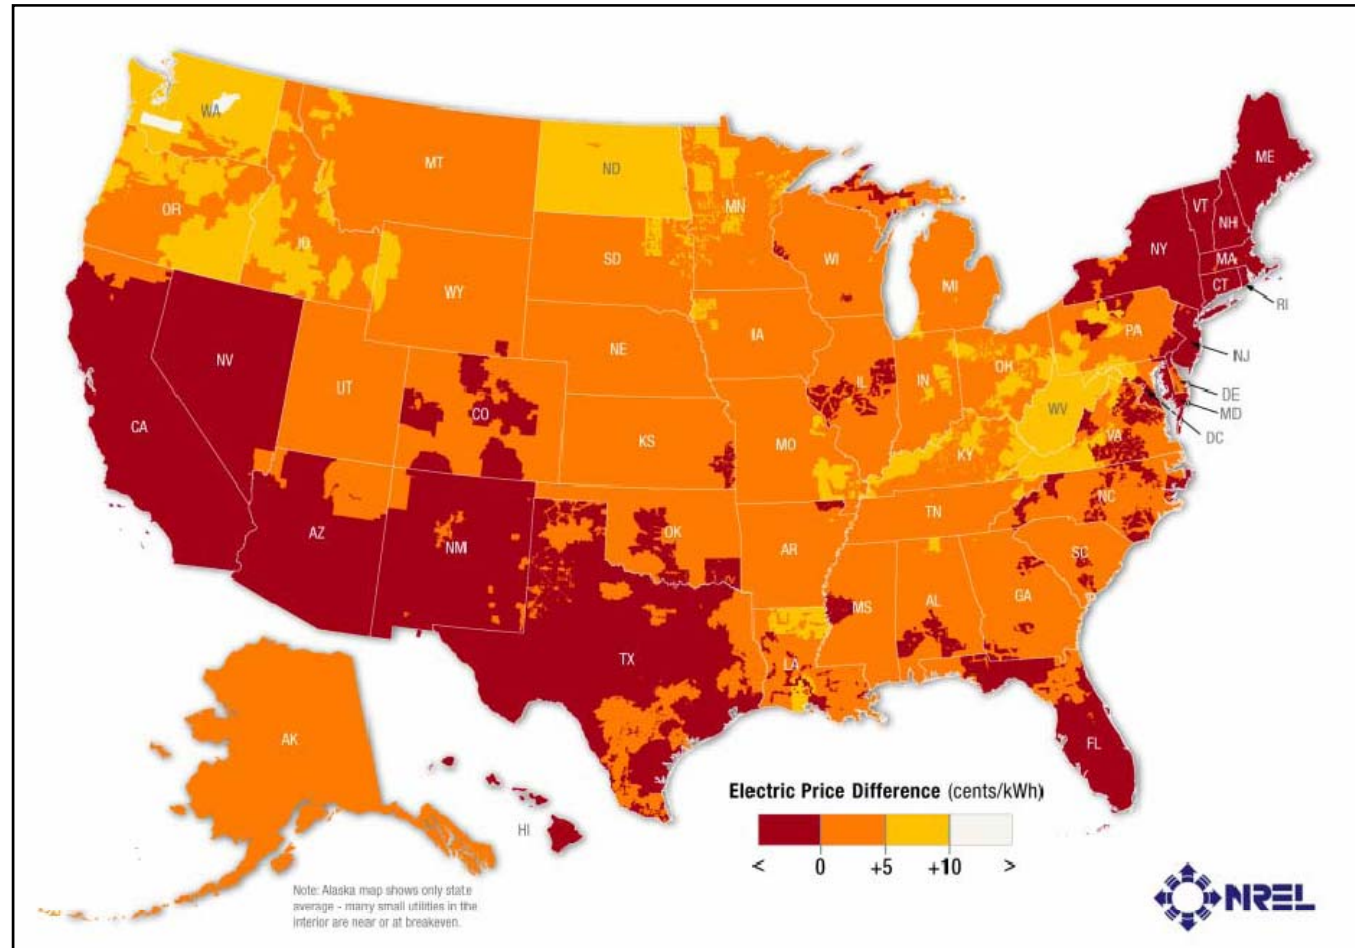 WA
MT
ND
MN
OR
ID
SD
WI
MI
WY
NE
IA
NV
UT
CO
CA
KS
MO
IL
IN
OH
PA
NY
VT
NH
ME
MA
CT
RI
NJ
DE
MD
DC
WV
VA
KY
NC
TN
SC
AZ
NM
OK
AR
MS
AL
GA
TX
LA
FL
AK
HI
Electric Price Difference (cents/kWh)
< 0 +5 +10 >
Note: Alaska map shows only state
average - many small utilities in the
interior are near or at breakeven.
NREL